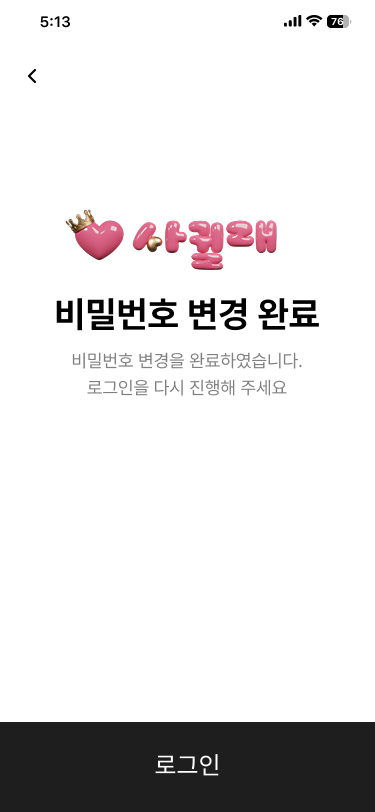 5:13
76
사퀄래
비밀번호 변경 완료
비밀번호 변경을 완료하였습니다.
로그인을 다시 진행해 주세요
로그인